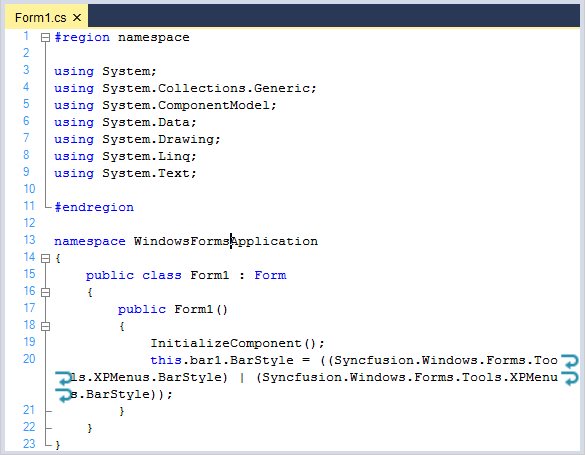 Form1.cs ×
1 #region namespace
2
3 using System;
4 using System.Collections.Generic;
5 using System.ComponentModel;
6 using System.Data;
7 using System.Drawing;
8 using System.Linq;
9 using System.Text;
10
11 #endregion
12
13 namespace WindowsFormsApplication
14 {
15     public class Form1 : Form
16     {
17         public Form1()
18         {
19             InitializeComponent();
20             this.bar1.BarStyle = ((Syncfusion.Windows.Forms.Too
ls.XPMenus.BarStyle) | (Syncfusion.Windows.Forms.Tools.XPMenu
s.BarStyle));
21         }
22     }
23 }